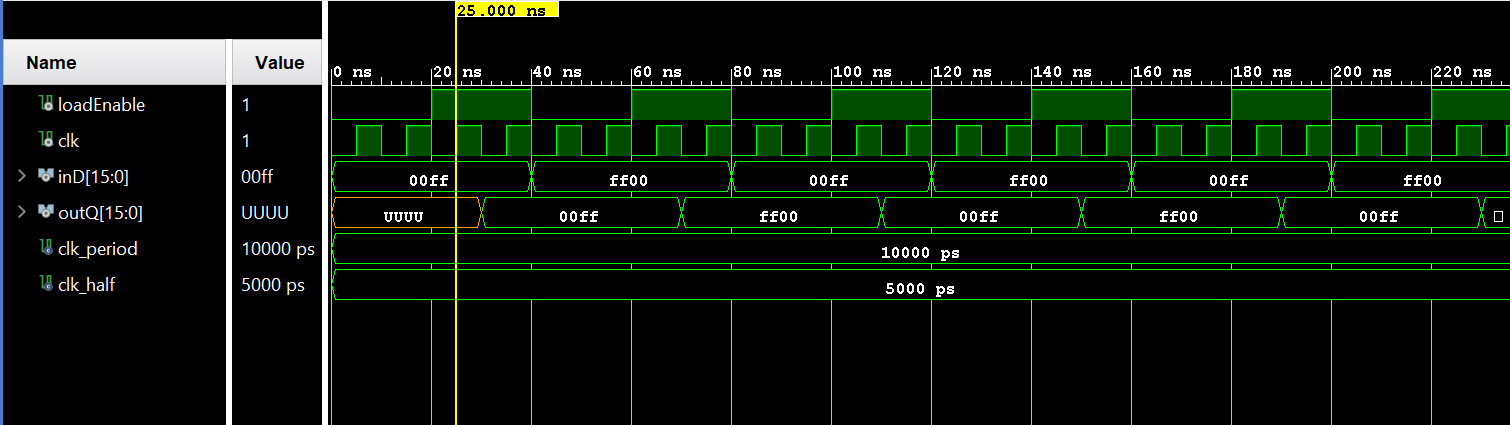 25.000 ns
Name Value
0 ns 20 ns 40 ns 60 ns 80 ns 100 ns 120 ns 140 ns 160 ns 180 ns 200 ns 220 ns
loadEnable 1
clk 1
inD[15:0] 00ff 00ff ff00 00ff ff00 00ff ff00
outQ[15:0] UUUU UUUU 00ff ff00 00ff ff00 00ff
clk_period 10000 ps 10000 ps
clk_half 5000 ps 5000 ps